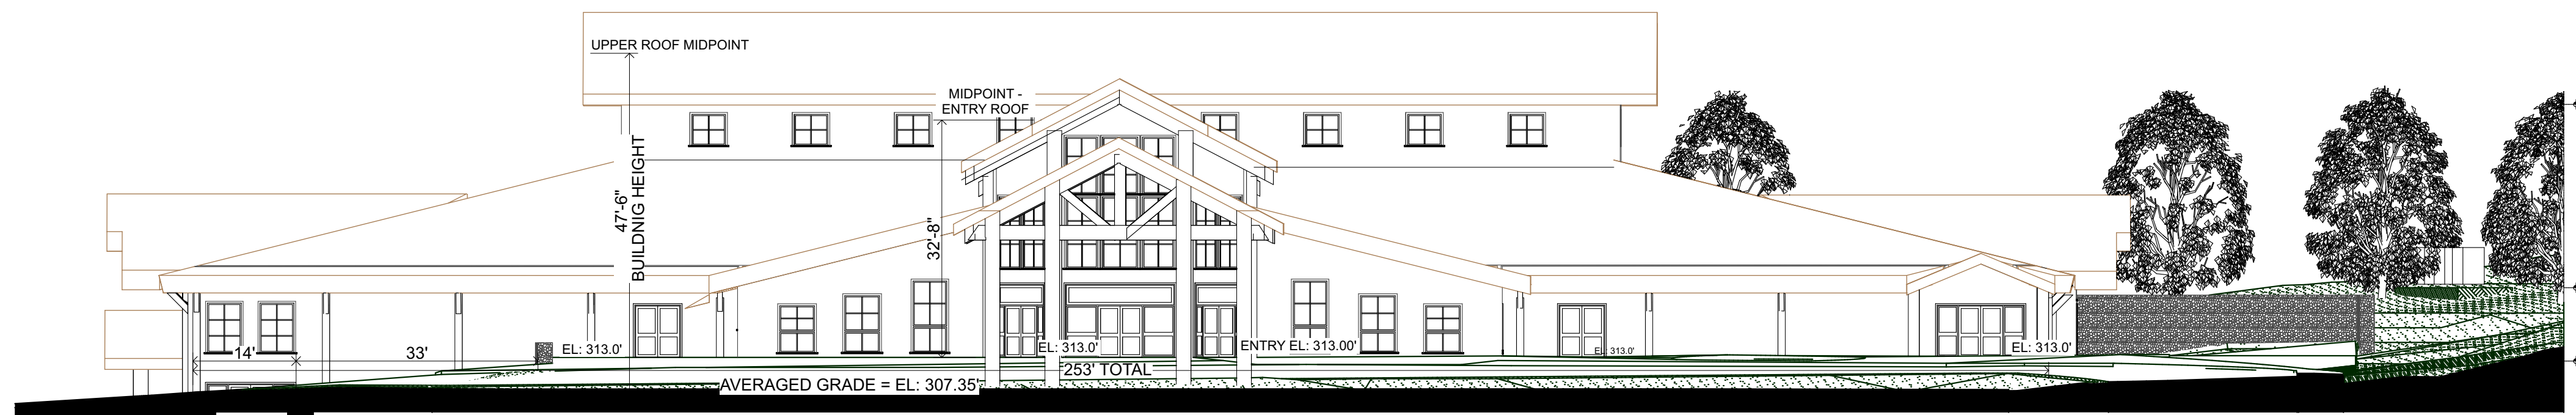 UPPER ROOF MIDPOINT
MIDPOINT -
ENTRY ROOF
47'-6"
BUILDNIG HEIGHT
32'-8"
14'
33'
EL: 313.0'
EL: 313.0'
ENTRY EL: 313.00'
EL: 313.0'
EL: 313.0'
253' TOTAL
AVERAGED GRADE = EL: 307.35'